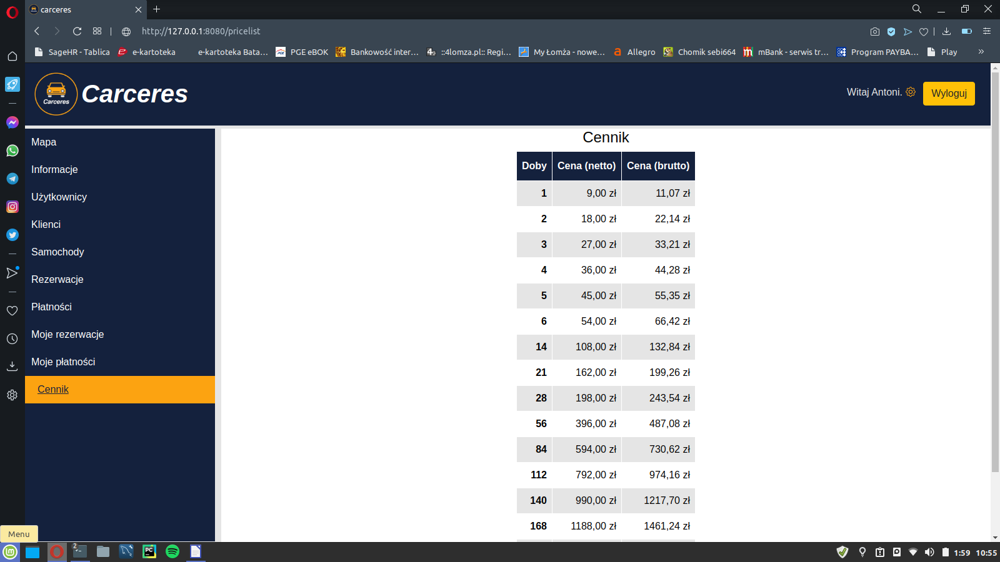 carceres
http://127.0.0.1:8080/pricelist
SageHR - Tablica
e-kartoteka
e-kartoteka Bata...
PGE eBOK
Bankowość inter...
::4lomza.pl:: Regi...
My Łomża - nowe...
Allegro
Chomik sebi664
mBank - serwis tr...
Program PAYBA...
Play
Carceres
Carceres
Witaj Antoni.
Wyloguj
Mapa
Informacje
Użytkownicy
Klienci
Samochody
Rezerwacje
Płatności
Moje rezerwacje
Moje płatności
Cennik
Cennik
Doby Cena (netto) Cena (brutto)
1 9,00 zł 11,07 zł
2 18,00 zł 22,14 zł
3 27,00 zł 33,21 zł
4 36,00 zł 44,28 zł
5 45,00 zł 55,35 zł
6 54,00 zł 66,42 zł
14 108,00 zł 132,84 zł
21 162,00 zł 199,26 zł
28 198,00 zł 243,54 zł
56 396,00 zł 487,08 zł
84 594,00 zł 730,62 zł
112 792,00 zł 974,16 zł
140 990,00 zł 1217,70 zł
168 1188,00 zł 1461,24 zł
Menu
2
PC
1:59 10:55